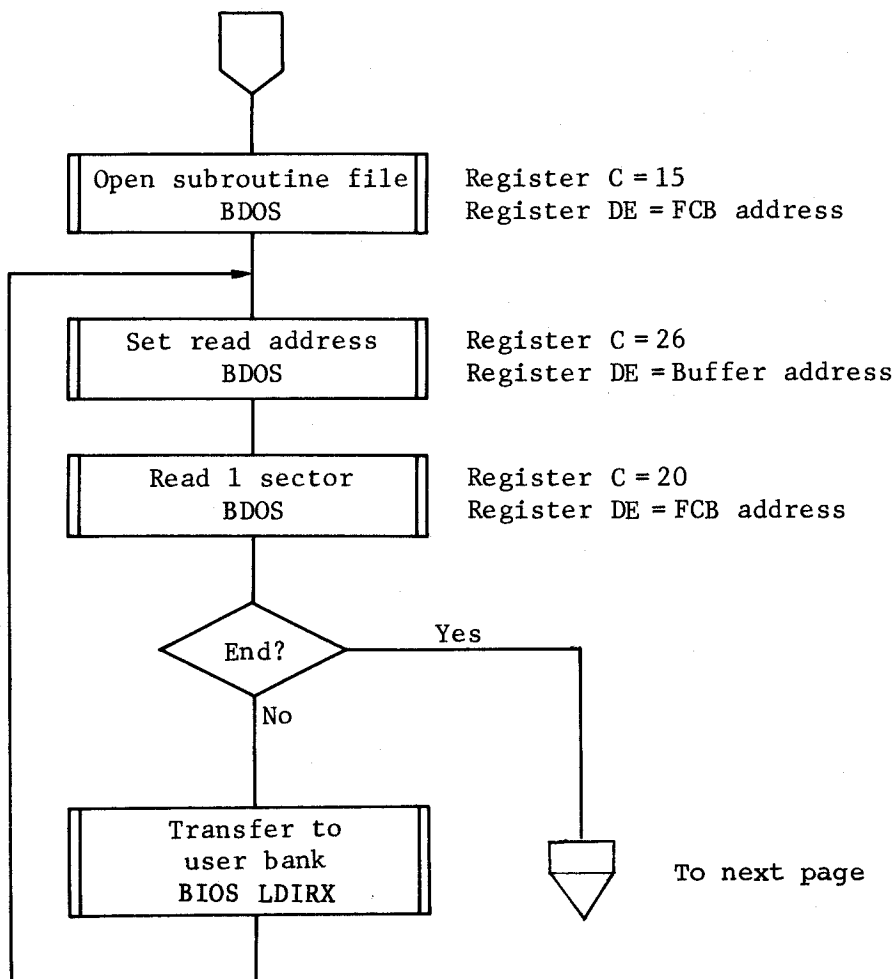 Open subroutine file
BDOS
Register C = 15
Register DE = FCB address
Set read address
BDOS
Register C = 26
Register DE = Buffer address
Read 1 sector
BDOS
Register C = 20
Register DE = FCB address
End?
Yes
No
Transfer to
user bank
BIOS LDIRX
To next page